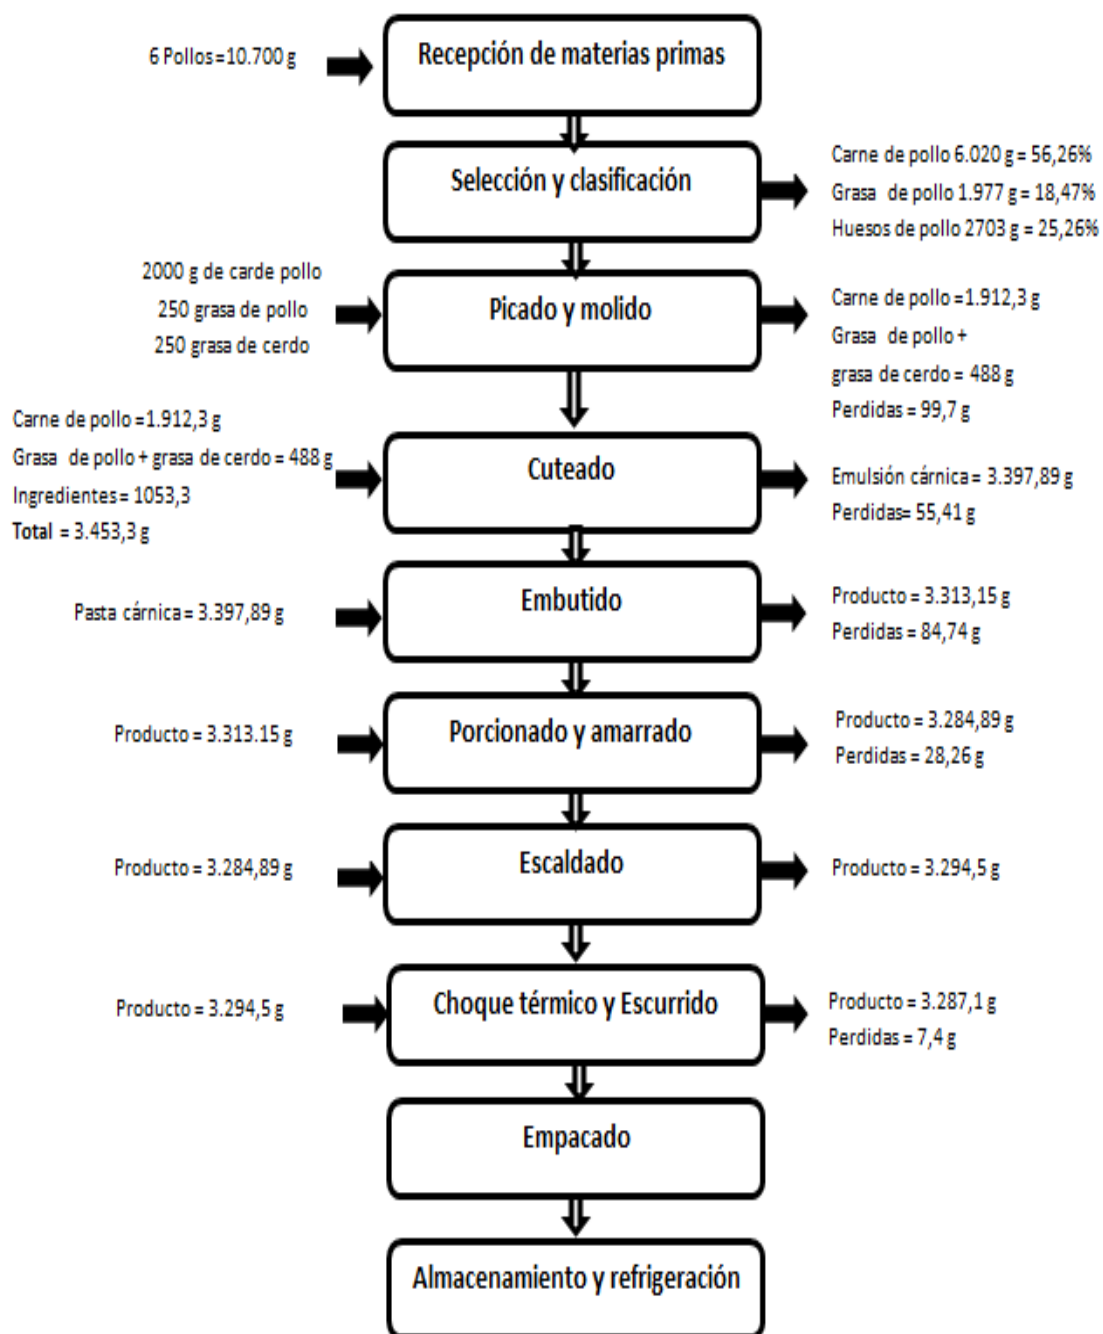 6 Pollos =10.700 g
Recepción de materias primas
Selección y clasificación
Carne de pollo 6.020 g = 56,26%
Grasa de pollo 1.977 g = 18,47%
Huesos de pollo 2703 g = 25,26%
2000 g de carde pollo
250 grasa de pollo
250 grasa de cerdo
Picado y molido
Carne de pollo =1.912,3 g
Grasa de pollo +
grasa de cerdo = 488 g
Perdidas = 99,7 g
Carne de pollo =1.912,3 g
Grasa de pollo + grasa de cerdo = 488 g
Ingredientes = 1053,3
Total = 3.453,3 g
Cuteado
Emulsión cárnica = 3.397,89 g
Perdidas= 55,41 g
Pasta cárnica = 3.397,89 g
Embutido
Producto = 3.313,15 g
Perdidas = 84,74 g
Producto = 3.313.15 g
Porcionado y amarrado
Producto = 3.284,89 g
Perdidas = 28,26 g
Producto = 3.284,89 g
Escaldado
Producto = 3.294,5 g
Producto = 3.294,5 g
Choque térmico y Escurrido
Producto = 3.287,1 g
Perdidas = 7,4 g
Empacado
Almacenamiento y refrigeración